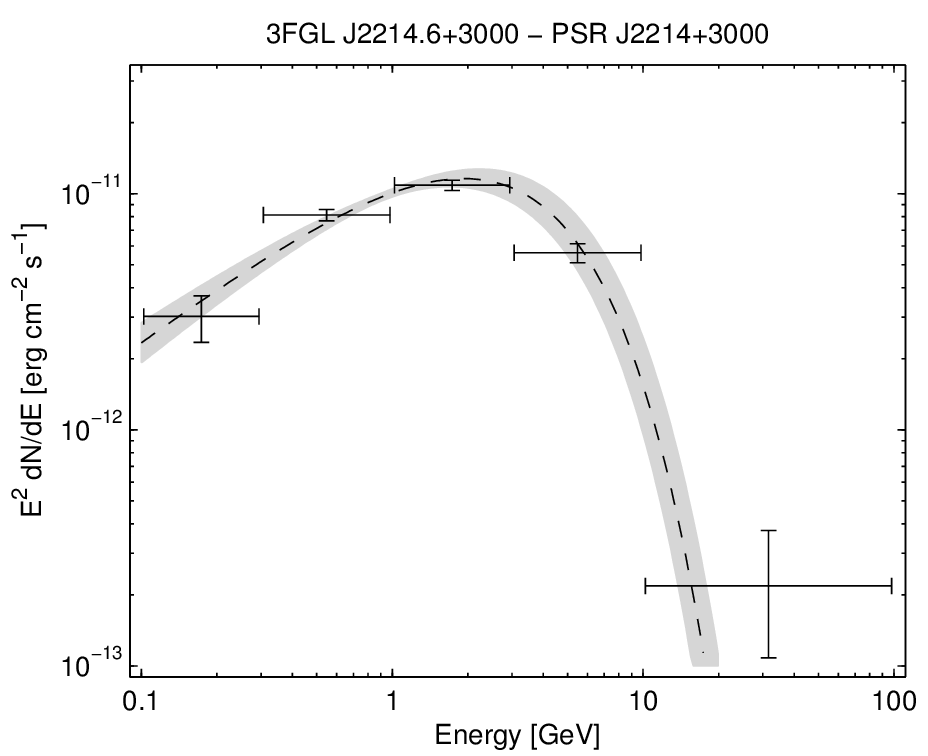 3FGL J2214.6+3000 − PSR J2214+3000
E² dN/dE [erg cm⁻² s⁻¹]
10⁻¹¹
10⁻¹²
10⁻¹³
0.1 1 10 100
Energy [GeV]